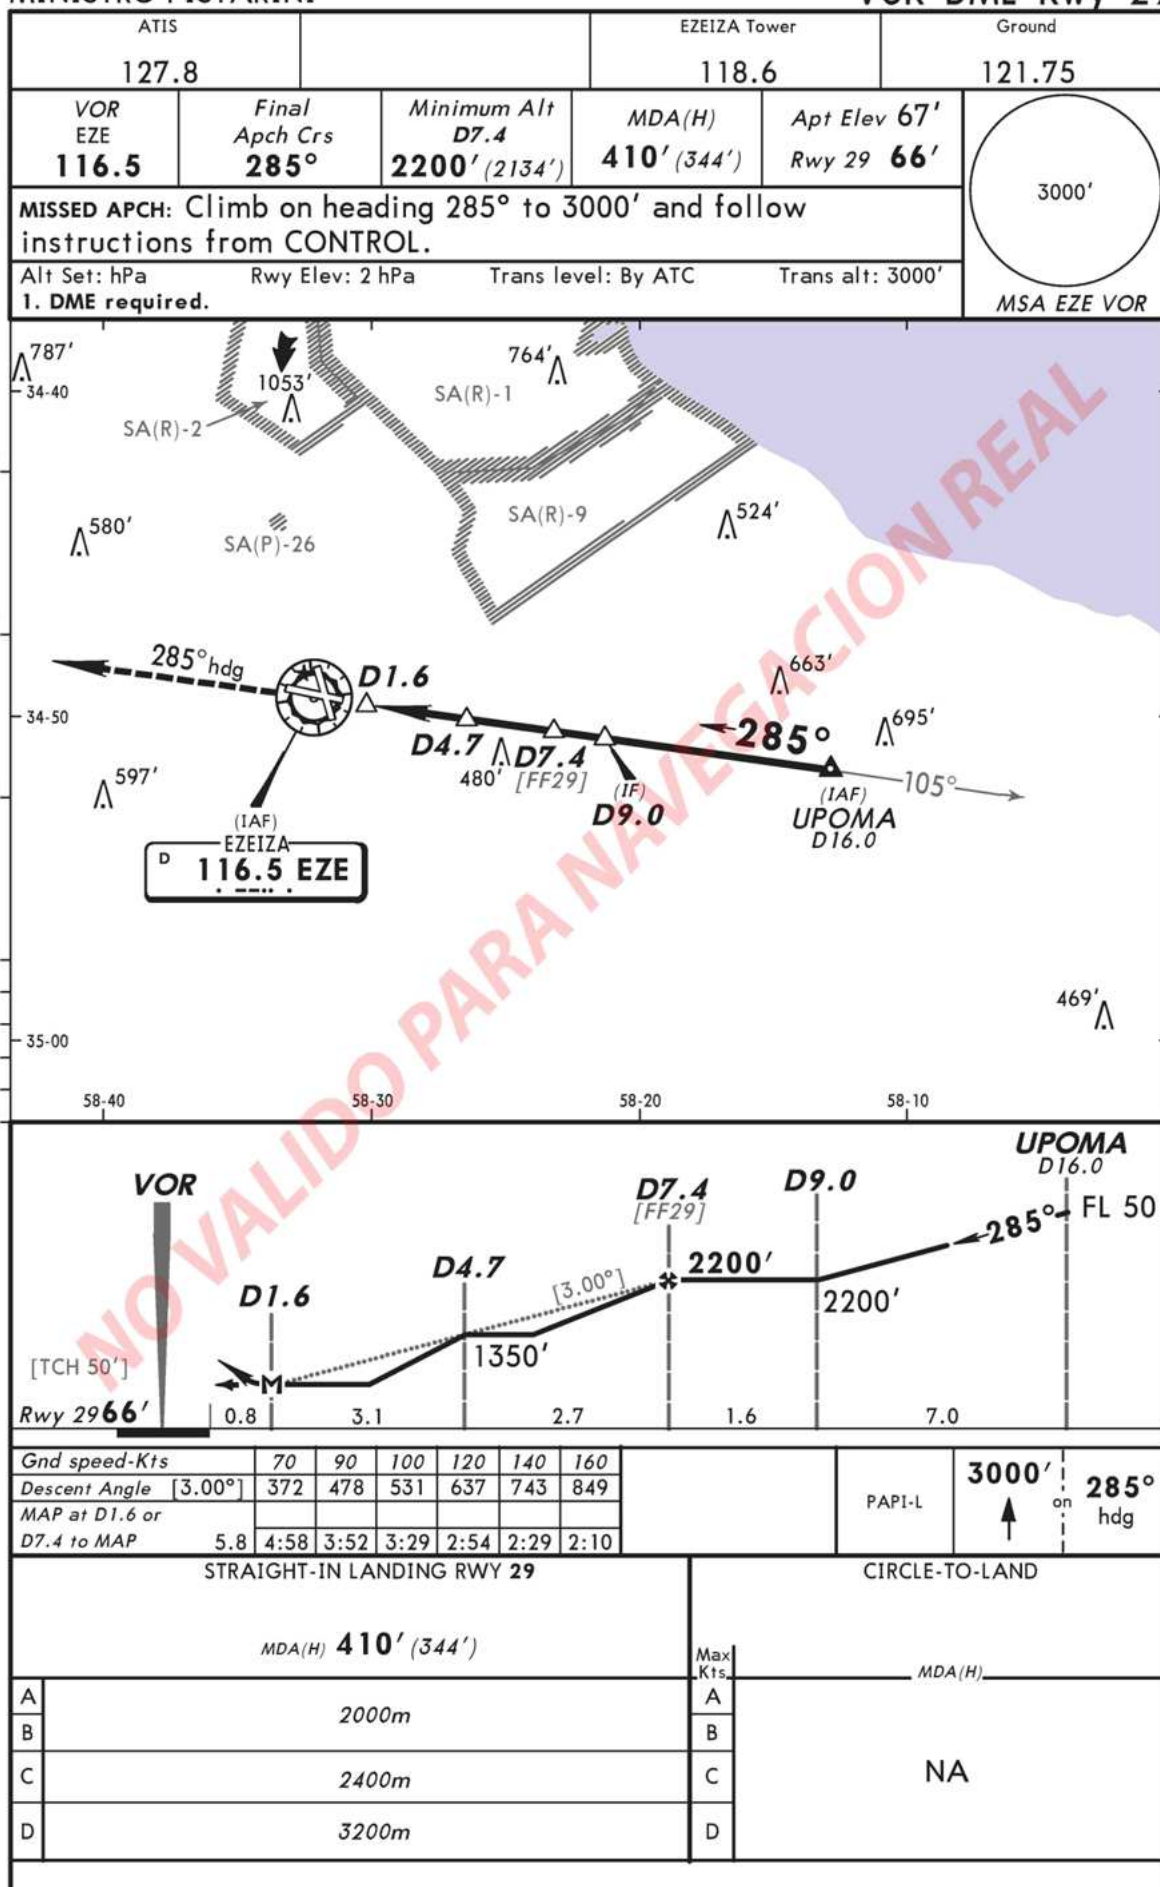 ATIS EZEIZA Tower Ground
127.8 118.6 121.75
VOR
EZE
116.5
Final
Apch Crs
285°
Minimum Alt
D7.4
2200' (2134')
MDA(H)
410' (344')
Apt Elev 67'
Rwy 29 66'
3000'
MSA EZE VOR
MISSED APCH: Climb on heading 285° to 3000' and follow
instructions from CONTROL.
Alt Set: hPa Rwy Elev: 2 hPa Trans level: By ATC Trans alt: 3000'
1. DME required.
787'
34-40
1053'
SA(R)-2
764'
SA(R)-1
580'
SA(P)-26
SA(R)-9
524'
285° hdg
D1.6
663'
34-50
D4.7
480'
D7.4
[FF29]
(IF)
D9.0
285°
695'
105°
(IAF)
UPOMA
D16.0
597'
(IAF)
EZEIZA
D 116.5 EZE
469'
35-00
58-40 58-30 58-20 58-10
NO VALIDO PARA NAVEGACION REAL
VOR
D1.6
D4.7
D7.4
[FF29]
D9.0
UPOMA
D16.0
285°
FL 50
2200'
2200'
[3.00°]
1350'
M
[TCH 50']
Rwy 29 66'
0.8 3.1 2.7 1.6 7.0
Gnd speed-Kts 70 90 100 120 140 160
Descent Angle [3.00°] 372 478 531 637 743 849
MAP at D1.6 or
D7.4 to MAP 5.8 4:58 3:52 3:29 2:54 2:29 2:10
PAPI-L
3000'
on
285°
hdg
STRAIGHT-IN LANDING RWY 29
MDA(H) 410' (344')
A
B
2000m
C 2400m
D 3200m
CIRCLE-TO-LAND
Max
Kts
MDA(H)
A
B
C
D
NA